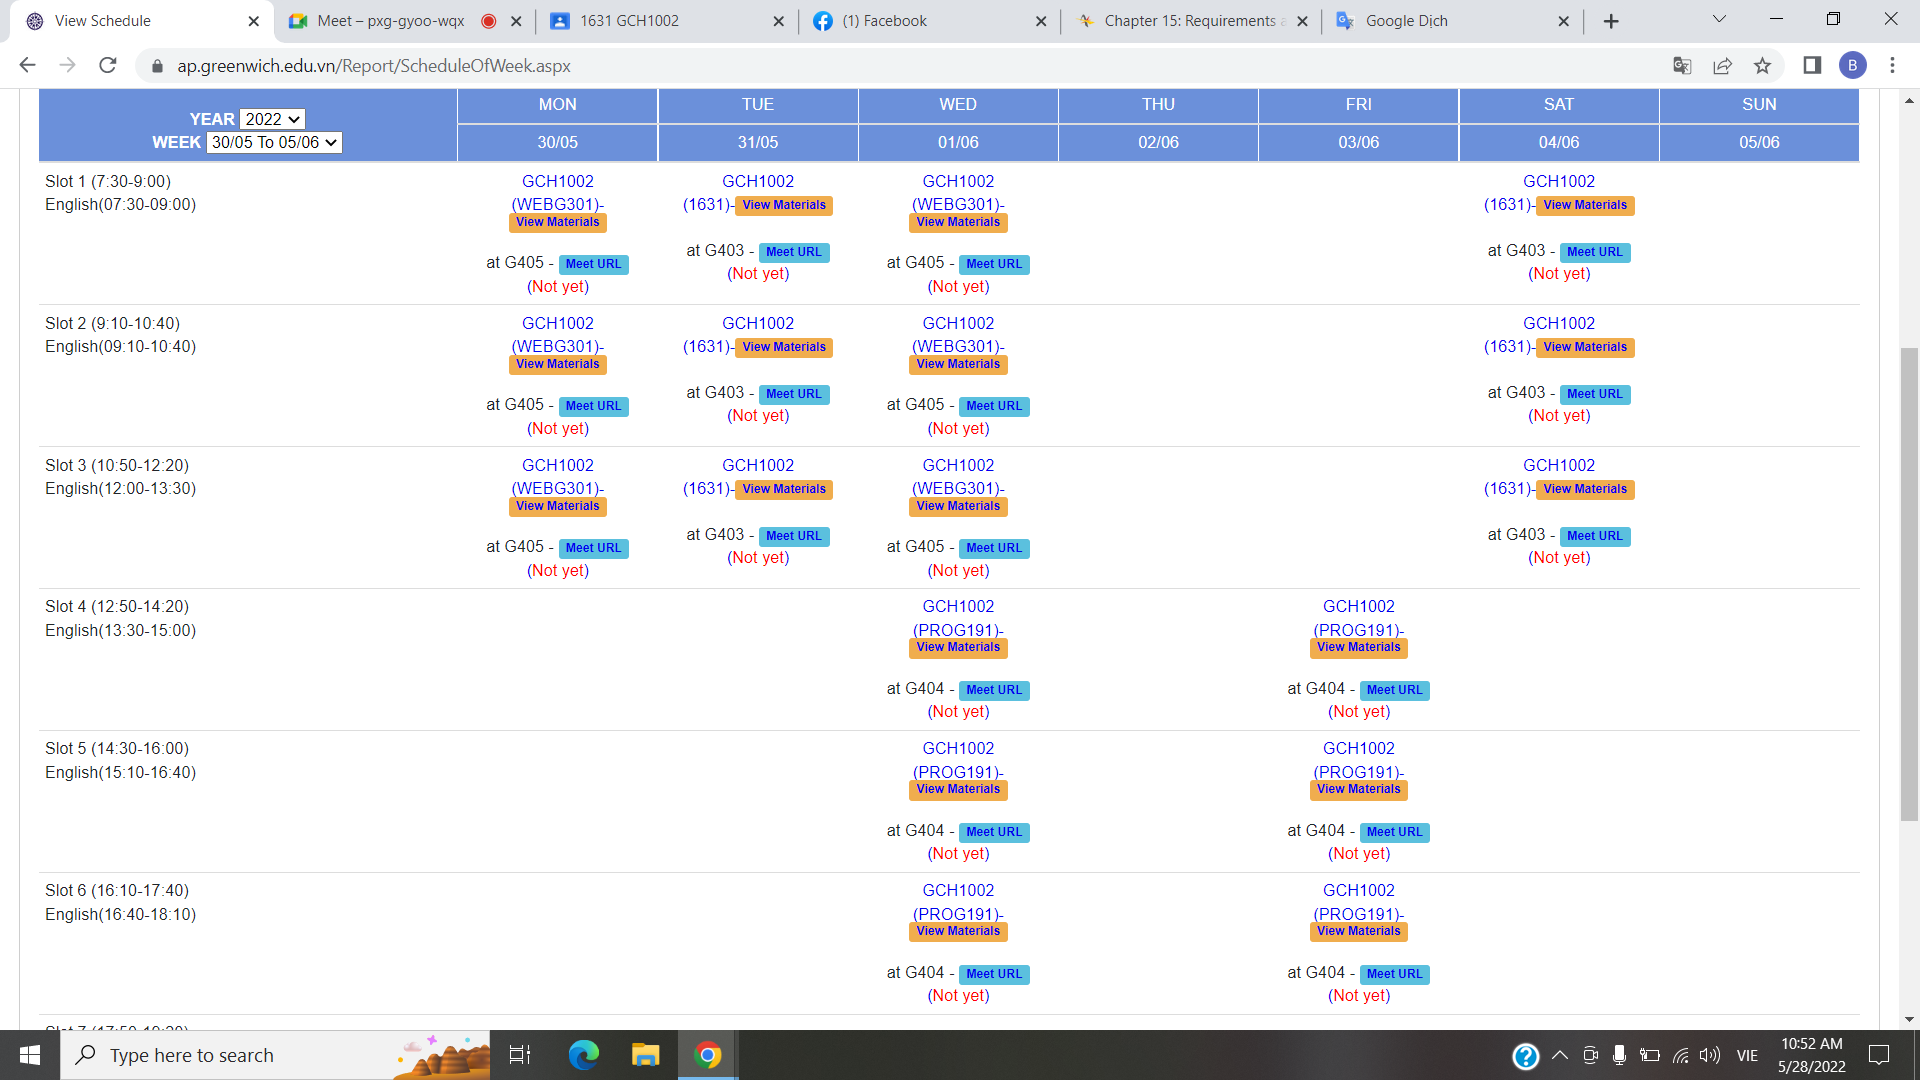 View Schedule
Meet – pxg-gyoo-wqx
1631 GCH1002
(1) Facebook
Chapter 15: Requirements
Google Dịch
ap.greenwich.edu.vn/Report/ScheduleOfWeek.aspx
B
YEAR 2022
WEEK 30/05 To 05/06
MON TUE WED THU FRI SAT SUN
30/05 31/05 01/06 02/06 03/06 04/06 05/06
Slot 1 (7:30-9:00) GCH1002 GCH1002 GCH1002 GCH1002
English(07:30-09:00) (WEBG301)- (1631)-View Materials (WEBG301)- (1631)-View Materials
View Materials View Materials
at G405 - Meet URL at G403 - Meet URL at G405 - Meet URL at G403 - Meet URL
(Not yet) (Not yet) (Not yet) (Not yet)
Slot 2 (9:10-10:40) GCH1002 GCH1002 GCH1002 GCH1002
English(09:10-10:40) (WEBG301)- (1631)-View Materials (WEBG301)- (1631)-View Materials
View Materials View Materials
at G405 - Meet URL at G403 - Meet URL at G405 - Meet URL at G403 - Meet URL
(Not yet) (Not yet) (Not yet) (Not yet)
Slot 3 (10:50-12:20) GCH1002 GCH1002 GCH1002 GCH1002
English(12:00-13:30) (WEBG301)- (1631)-View Materials (WEBG301)- (1631)-View Materials
View Materials View Materials
at G405 - Meet URL at G403 - Meet URL at G405 - Meet URL at G403 - Meet URL
(Not yet) (Not yet) (Not yet) (Not yet)
Slot 4 (12:50-14:20) GCH1002 GCH1002
English(13:30-15:00) (PROG191)- (PROG191)-
View Materials View Materials
at G404 - Meet URL at G404 - Meet URL
(Not yet) (Not yet)
Slot 5 (14:30-16:00) GCH1002 GCH1002
English(15:10-16:40) (PROG191)- (PROG191)-
View Materials View Materials
at G404 - Meet URL at G404 - Meet URL
(Not yet) (Not yet)
Slot 6 (16:10-17:40) GCH1002 GCH1002
English(16:40-18:10) (PROG191)- (PROG191)-
View Materials View Materials
at G404 - Meet URL at G404 - Meet URL
(Not yet) (Not yet)
Type here to search
VIE
10:52 AM
5/28/2022